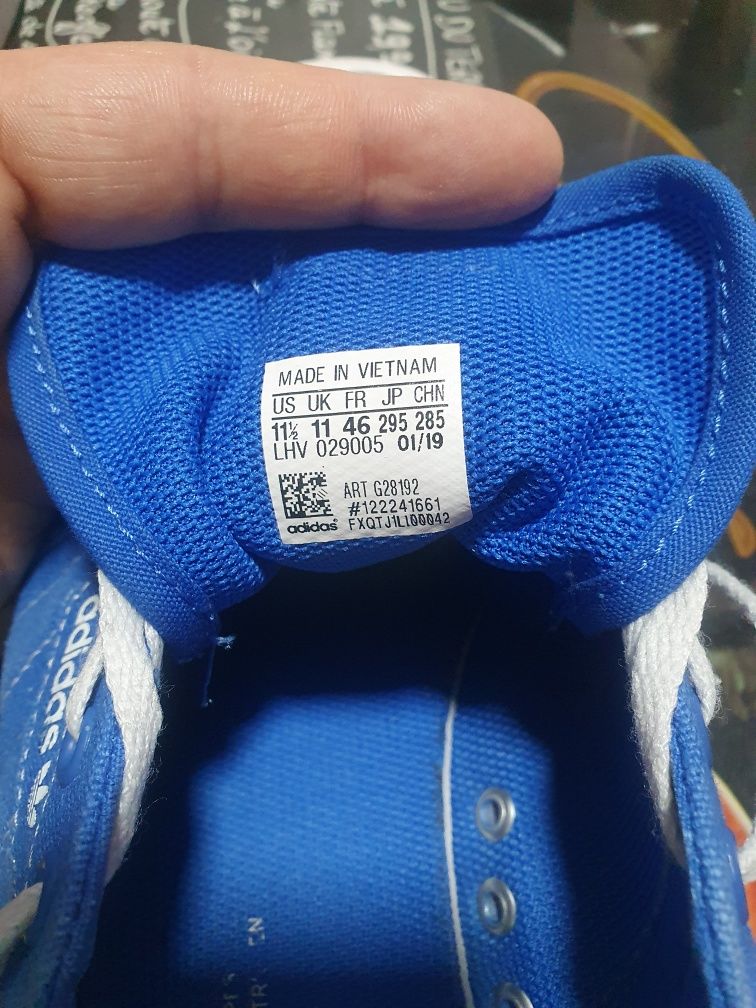 MADE IN VIETNAM
US UK FR JP CHN
11½ 11 46 295 285
LHV 029005 01/19
ART G28192
#122241661
adidas FXQTJ1L100042
adidas